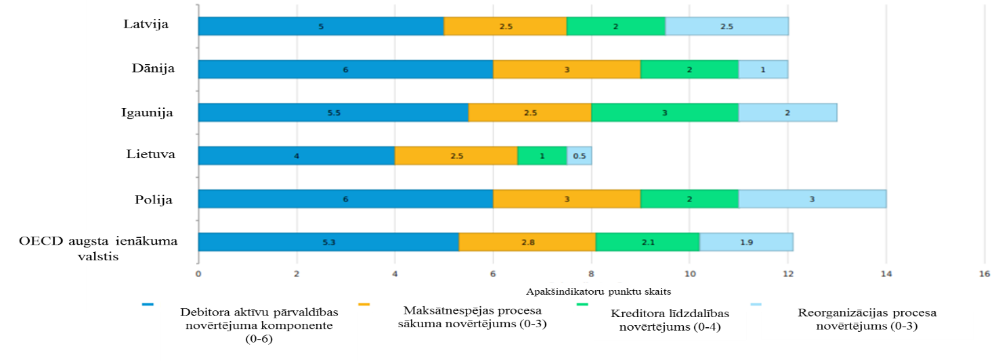 Latvija
5 2.5 2 2.5
Dānija
6 3 2 1
Igaunija
5.5 2.5 3 2
Lietuva
4 2.5 1 0.5
Polija
6 3 2 3
OECD augsta ienākuma
valstis
5.3 2.8 2.1 1.9
0 2 4 6 8 10 12 14 16
Apakšindikatoru punktu skaits
Debitora aktīvu pārvaldības
novērtējuma komponente
(0-6)
Maksātnespējas procesa
sākuma novērtējums (0-3)
Kreditora līdzdalības
novērtējums (0-4)
Reorganizācijas procesa
novērtējums (0-3)